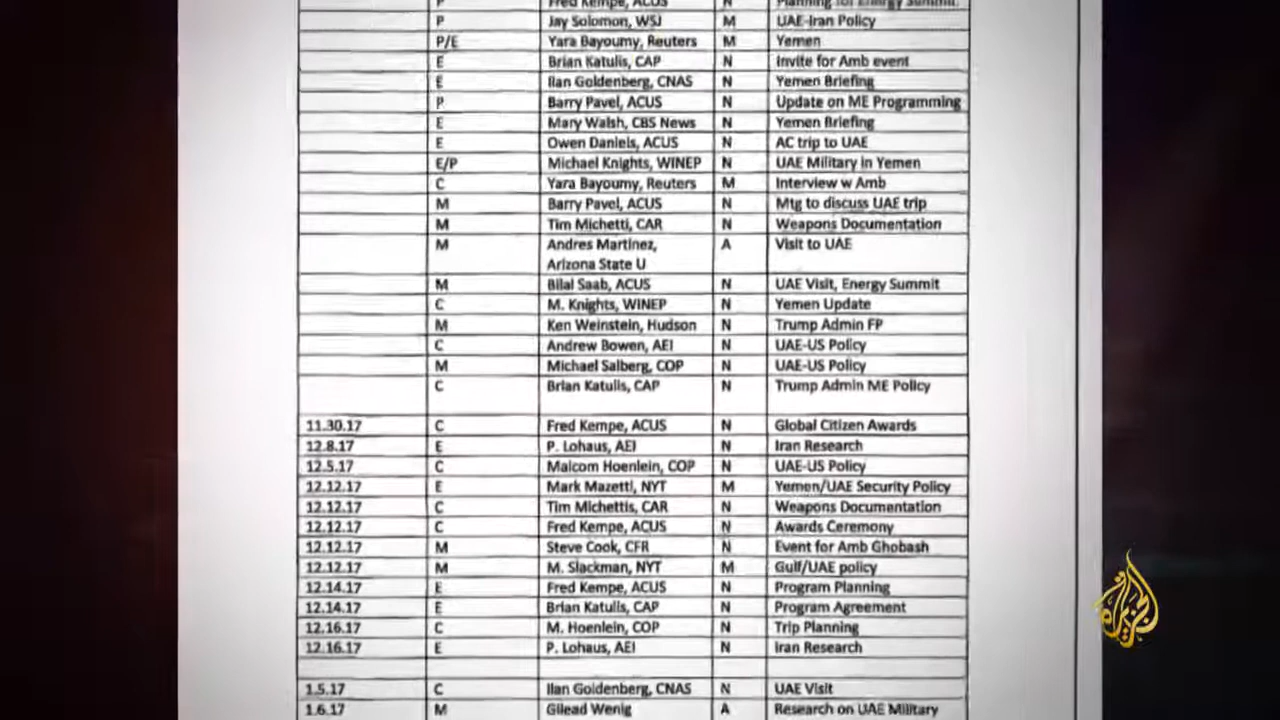 P Fred Kempe, ACUS N Planning for Energy Summit
P Jay Solomon, WSJ M UAE-Iran Policy
P/E Yara Bayoumy, Reuters M Yemen
E Brian Katulis, CAP N Invite for Amb event
E Ilan Goldenberg, CNAS N Yemen Briefing
P Barry Pavel, ACUS N Update on ME Programming
E Mary Walsh, CBS News N Yemen Briefing
E Owen Daniels, ACUS N AC trip to UAE
E/P Michael Knights, WINEP N UAE Military in Yemen
C Yara Bayoumy, Reuters M Interview w Amb
M Barry Pavel, ACUS N Mtg to discuss UAE trip
M Tim Michetti, CAR N Weapons Documentation
M Andres Martinez, A Visit to UAE
Arizona State U
M Bilal Saab, ACUS N UAE Visit, Energy Summit
C M. Knights, WINEP N Yemen Update
M Ken Weinstein, Hudson N Trump Admin FP
C Andrew Bowen, AEI N UAE-US Policy
M Michael Salberg, COP N UAE-US Policy
C Brian Katulis, CAP N Trump Admin ME Policy
11.30.17 C Fred Kempe, ACUS N Global Citizen Awards
12.8.17 E P. Lohaus, AEI N Iran Research
12.5.17 C Malcom Hoenlein, COP N UAE-US Policy
12.12.17 E Mark Mazetti, NYT M Yemen/UAE Security Policy
12.12.17 C Tim Michettis, CAR N Weapons Documentation
12.12.17 C Fred Kempe, ACUS N Awards Ceremony
12.12.17 M Steve Cook, CFR N Event for Amb Ghobash
12.12.17 M M. Slackman, NYT M Gulf/UAE policy
12.14.17 E Fred Kempe, ACUS N Program Planning
12.14.17 E Brian Katulis, CAP N Program Agreement
12.16.17 C M. Hoenlein, COP N Trip Planning
12.16.17 E P. Lohaus, AEI N Iran Research
1.5.17 C Ilan Goldenberg, CNAS N UAE Visit
1.6.17 M Gilead Wenig A Research on UAE Military
الجزيرة